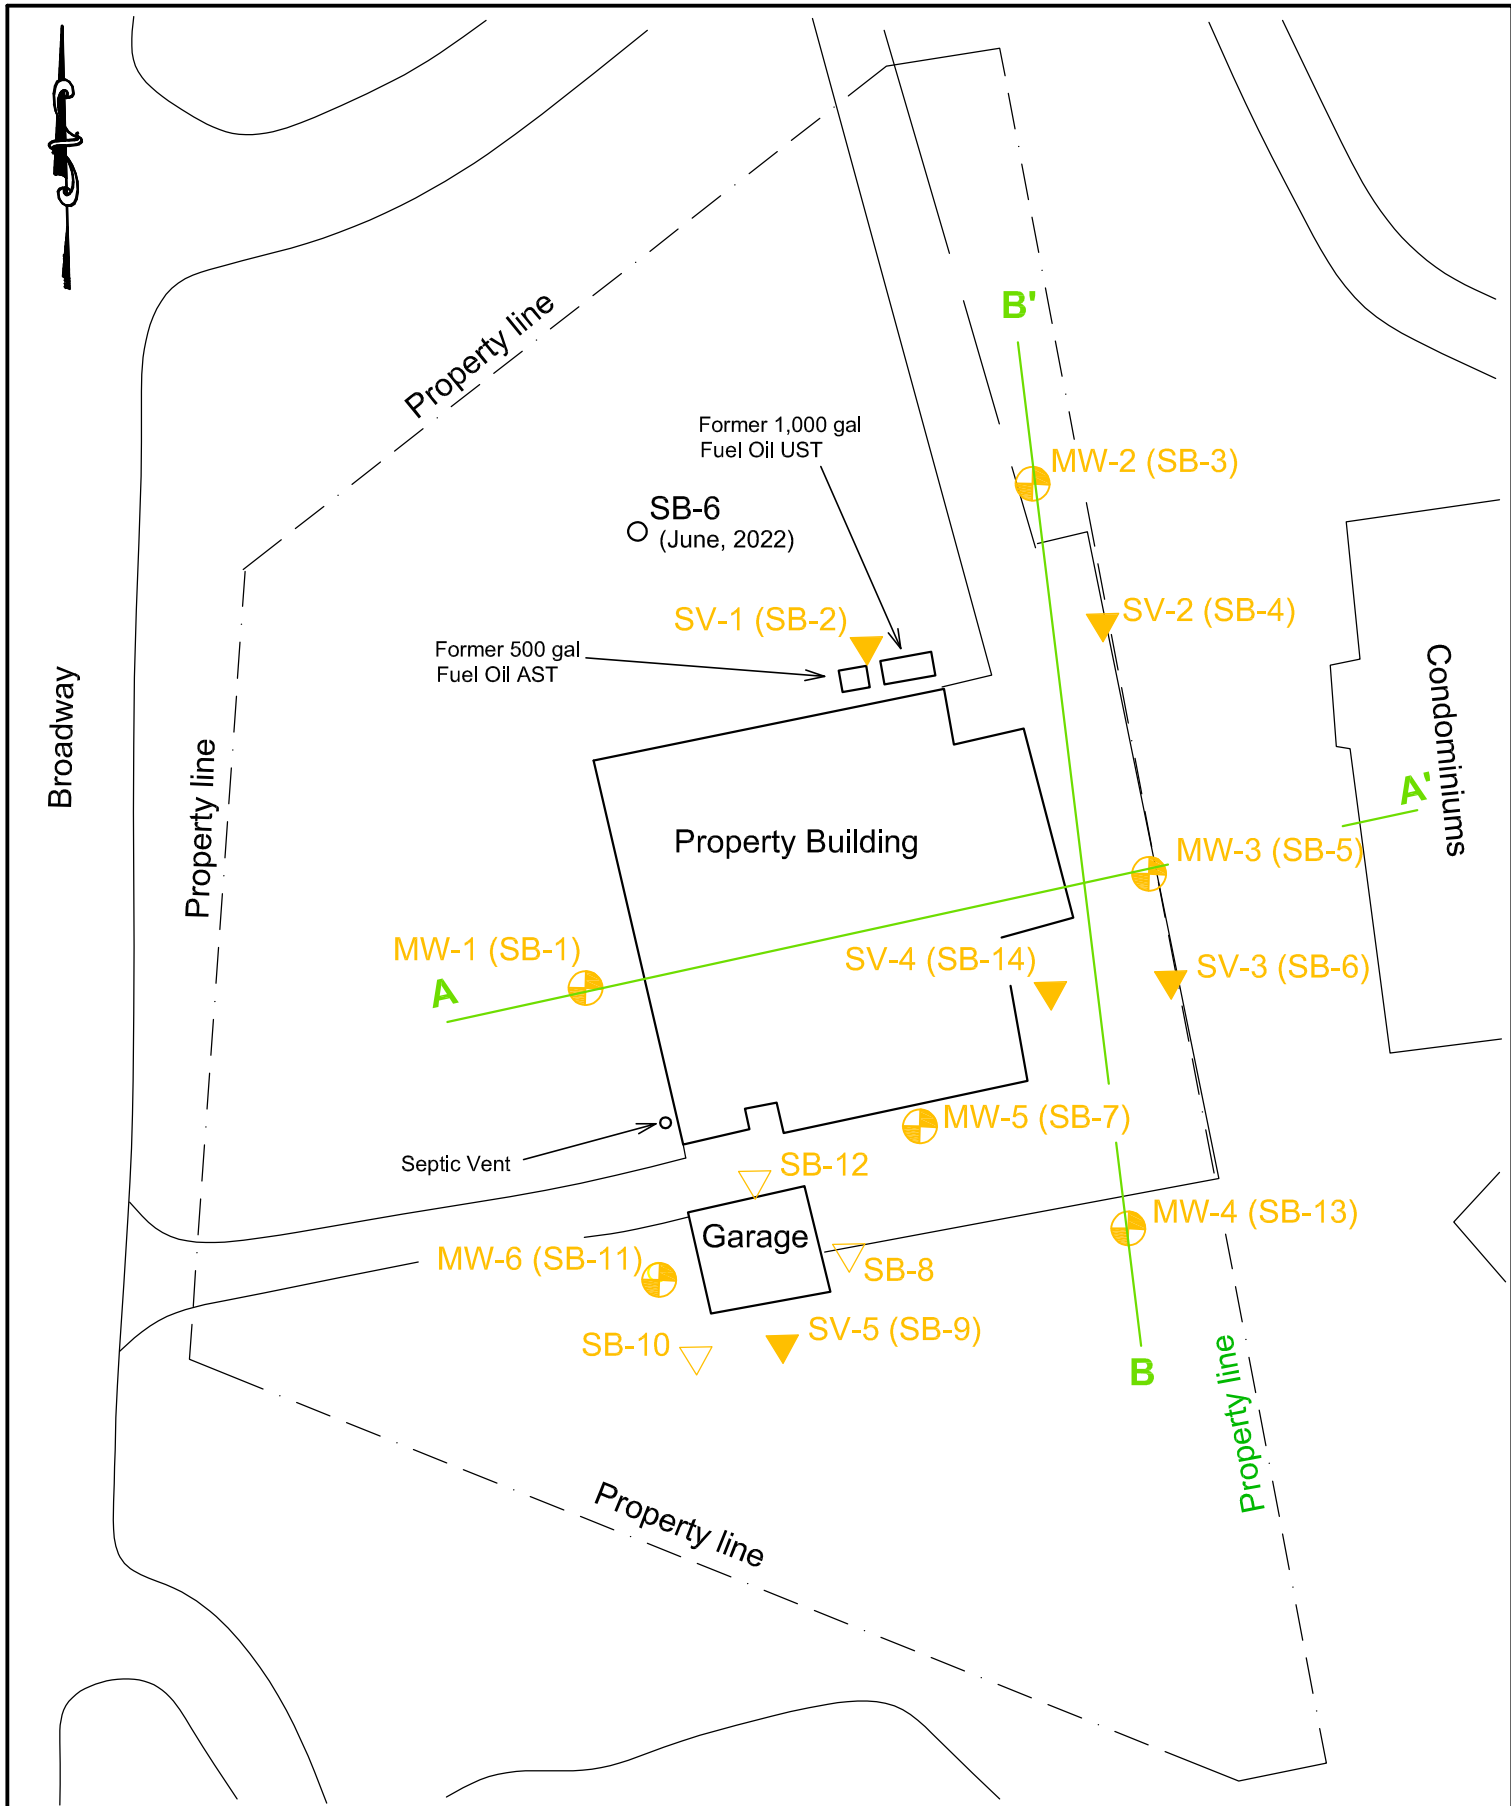 B'
Property line
Former 1,000 gal
Fuel Oil UST
MW-2 (SB-3)
SB-6
(June, 2022)
SV-1 (SB-2)
SV-2 (SB-4)
Former 500 gal
Fuel Oil AST
Broadway
Property line
Condominiums
A'
Property Building
MW-3 (SB-5)
MW-1 (SB-1)
A
SV-4 (SB-14)
SV-3 (SB-6)
MW-5 (SB-7)
Septic Vent
SB-12
MW-4 (SB-13)
Garage
MW-6 (SB-11)
SB-8
SV-5 (SB-9)
SB-10
B
Property line
Property line